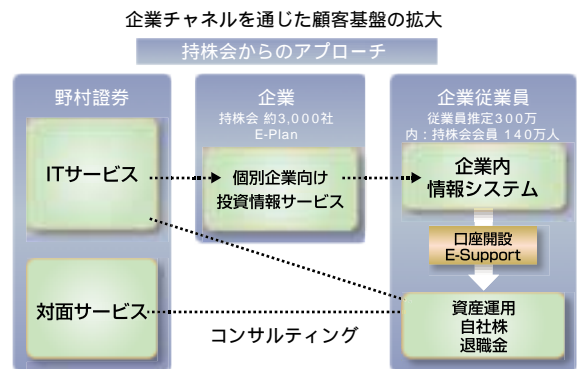 企業チャネルを通じた顧客基盤の拡大
持株会からのアプローチ
野村證券
ITサービス
対面サービス
企業
持株会 約3,000社
E-Plan
個別企業向け
投資情報サービス
コンサルティング
企業従業員
従業員推定300万
内：持株会会員 140万人
企業内
情報システム
口座開設
E-Support
資産運用
自社株
退職金